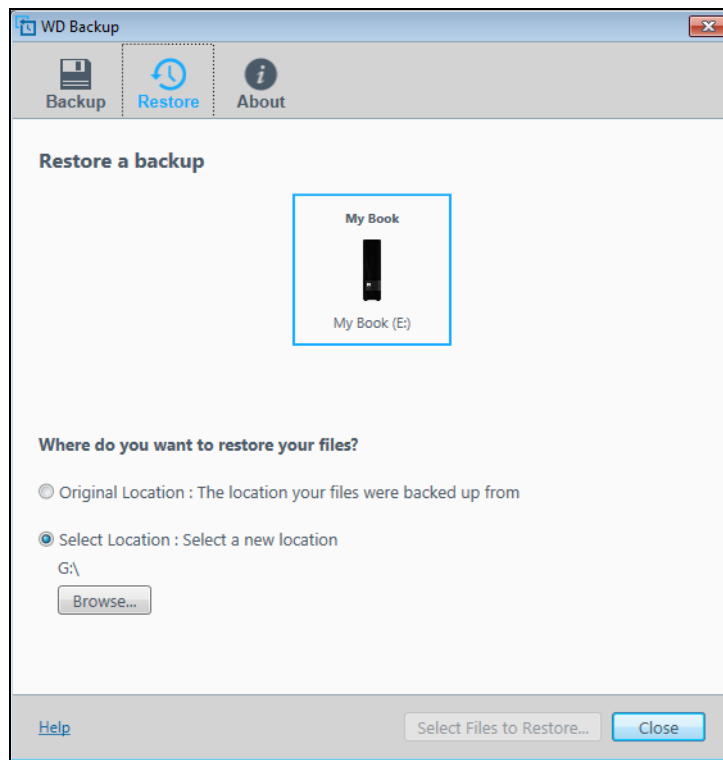 WD Backup
Backup Restore About
Restore a backup
My Book
My Book (E:)
Where do you want to restore your files?
Original Location : The location your files were backed up from
Select Location : Select a new location
G:\
Browse...
Help Select Files to Restore... Close